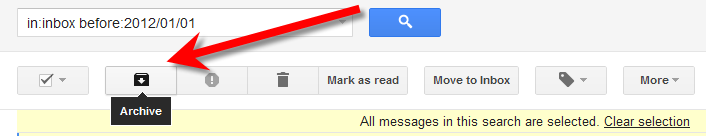 in:inbox before:2012/01/01
Mark as read Move to Inbox More
Archive
All messages in this search are selected. Clear selection